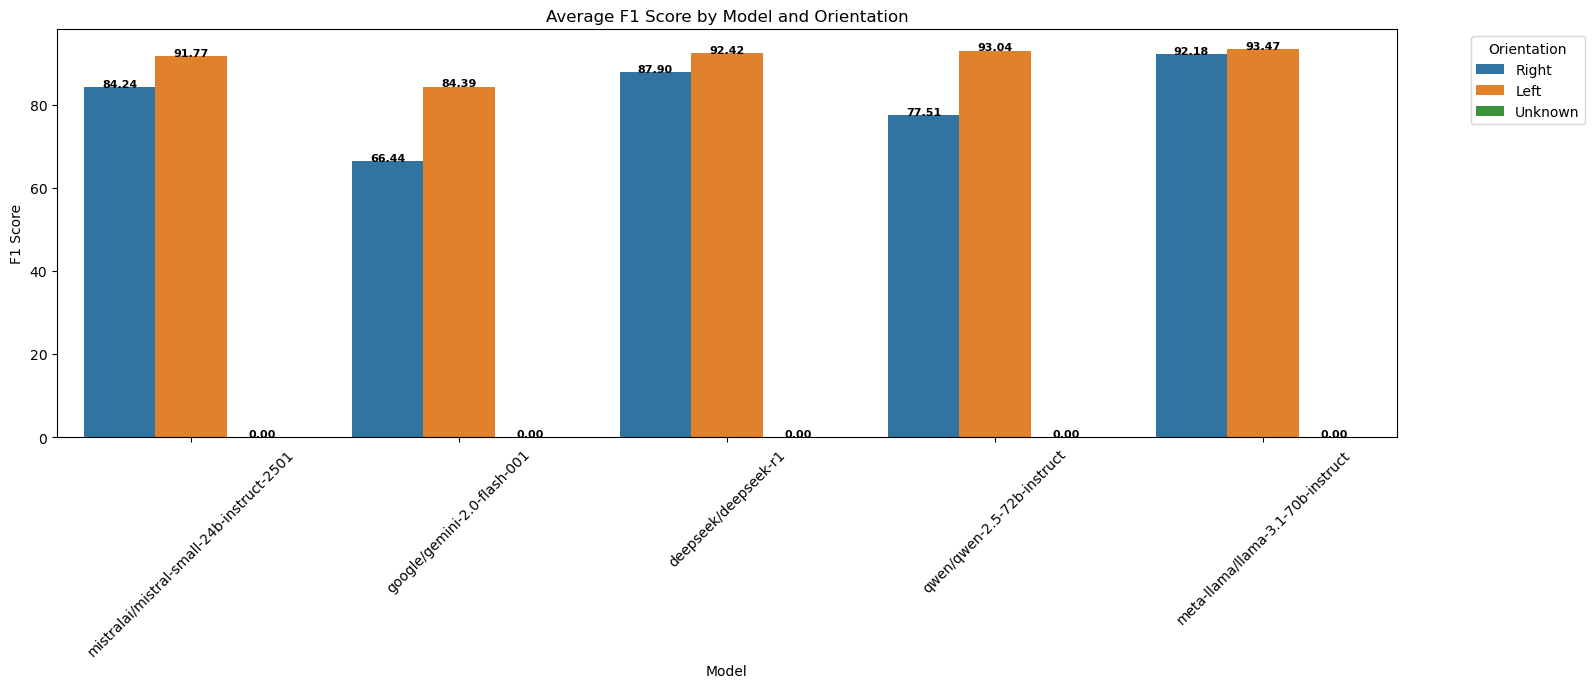 Average F1 Score by Model and Orientation
F1 Score
80
60
40
20
0
84.24
91.77
0.00
66.44
84.39
0.00
87.90
92.42
0.00
77.51
93.04
0.00
92.18
93.47
0.00
mistralai/mistral-small-24b-instruct-2501
google/gemini-2.0-flash-001
deepseek/deepseek-r1
qwen/qwen-2.5-72b-instruct
meta-llama/llama-3.1-70b-instruct
Model
Orientation
Right
Left
Unknown